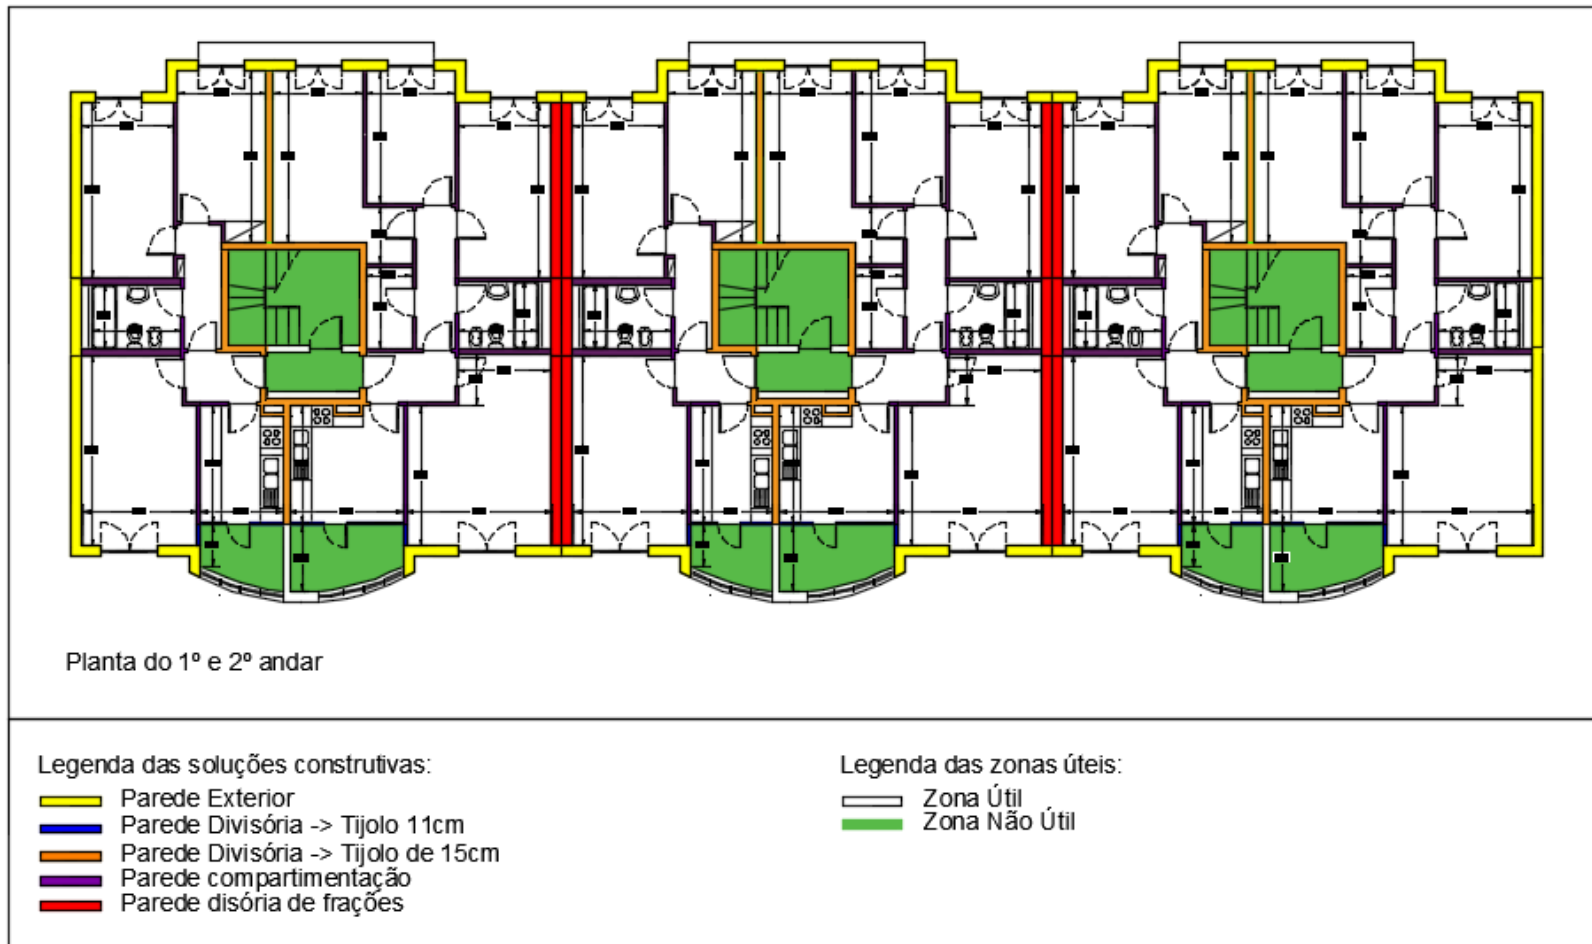 Planta do 1º e 2º andar
Legenda das soluções construtivas:
Parede Exterior
Parede Divisória -> Tijolo 11cm
Parede Divisória -> Tijolo de 15cm
Parede compartimentação
Parede disória de frações
Legenda das zonas úteis:
Zona Útil
Zona Não Útil